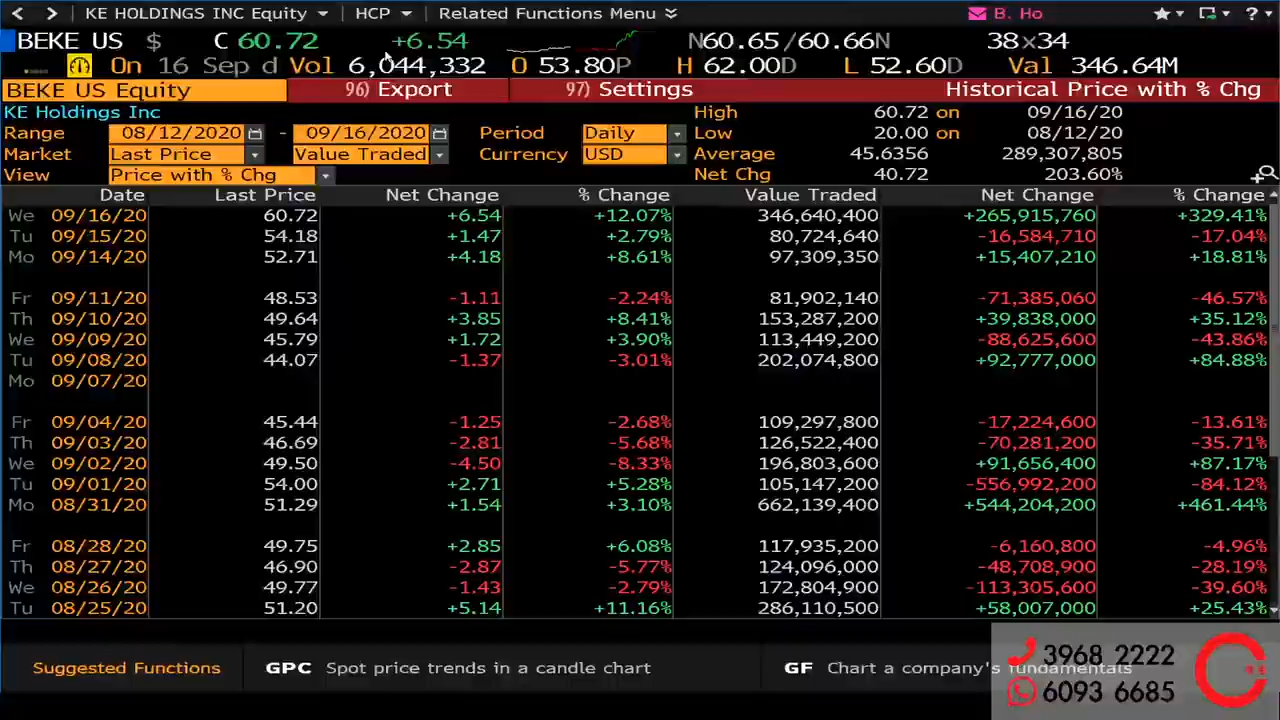 KE HOLDINGS INC Equity HCP Related Functions Menu B. Ho ?
BEKE US $ C 60.72 +6.54 N60.65/60.66N 38x34
On 16 Sep d Vol 6,044,332 O 53.80P H 62.00D L 52.60D Val 346.64M
BEKE US Equity 96) Export 97) Settings Historical Price with % Chg
KE Holdings Inc High 60.72 on 09/16/20
Range 08/12/2020 - 09/16/2020 Period Daily Low 20.00 on 08/12/20
Market Last Price Value Traded Currency USD Average 45.6356 289,307,805
View Price with % Chg Net Chg 40.72 203.60%
Date Last Price Net Change % Change Value Traded Net Change % Change
We 09/16/20 60.72 +6.54 +12.07% 346,640,400 +265,915,760 +329.41%
Tu 09/15/20 54.18 +1.47 +2.79% 80,724,640 -16,584,710 -17.04%
Mo 09/14/20 52.71 +4.18 +8.61% 97,309,350 +15,407,210 +18.81%
Fr 09/11/20 48.53 -1.11 -2.24% 81,902,140 -71,385,060 -46.57%
Th 09/10/20 49.64 +3.85 +8.41% 153,287,200 +39,838,000 +35.12%
We 09/09/20 45.79 +1.72 +3.90% 113,449,200 -88,625,600 -43.86%
Tu 09/08/20 44.07 -1.37 -3.01% 202,074,800 +92,777,000 +84.88%
Mo 09/07/20
Fr 09/04/20 45.44 -1.25 -2.68% 109,297,800 -17,224,600 -13.61%
Th 09/03/20 46.69 -2.81 -5.68% 126,522,400 -70,281,200 -35.71%
We 09/02/20 49.50 -4.50 -8.33% 196,803,600 +91,656,400 +87.17%
Tu 09/01/20 54.00 +2.71 +5.28% 105,147,200 -556,992,200 -84.12%
Mo 08/31/20 51.29 +1.54 +3.10% 662,139,400 +544,204,200 +461.44%
Fr 08/28/20 49.75 +2.85 +6.08% 117,935,200 -6,160,800 -4.96%
Th 08/27/20 46.90 -2.87 -5.77% 124,096,000 -48,708,900 -28.19%
We 08/26/20 49.77 -1.43 -2.79% 172,804,900 -113,305,600 -39.60%
Tu 08/25/20 51.20 +5.14 +11.16% 286,110,500 +58,007,000 +25.43%
Suggested Functions GPC Spot price trends in a candle chart GF Chart a company's fundamentals
3968 2222
6093 6685